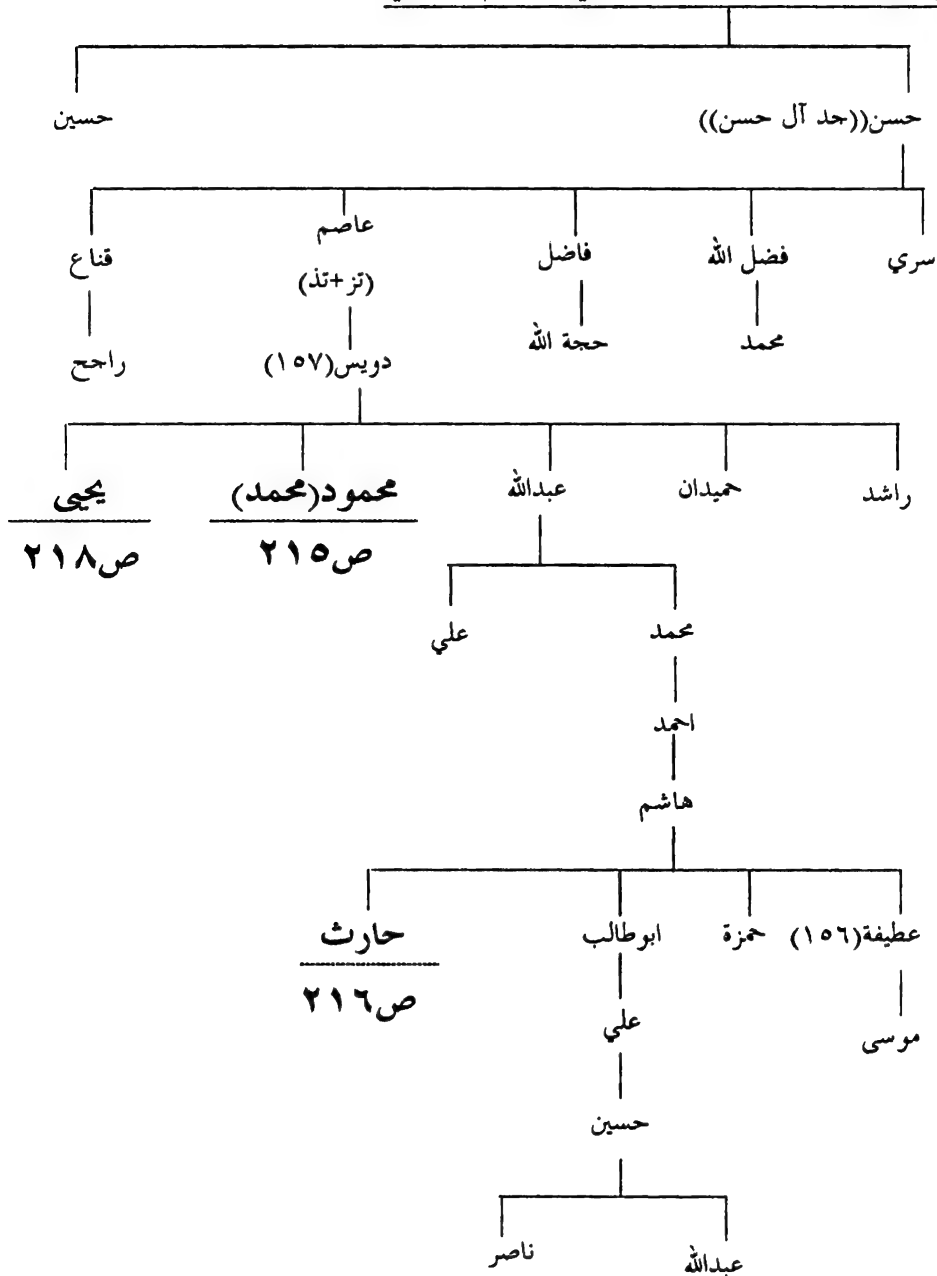 حسن((جد آل حسن)) حسين
سري فضل الله فاضل عاصم قناع
(تز+تذ)
محمد حجة الله دويس(١٥٧) راجح
راشد حميدان عبدالله محمود(محمد) يحيى
ص٢١٥ ص٢١٨
محمد علي
احمد
هاشم
عطيفة(١٥٦) حمزة ابوطالب حارث
ص٢١٦
موسى علي
حسين
عبدالله ناصر